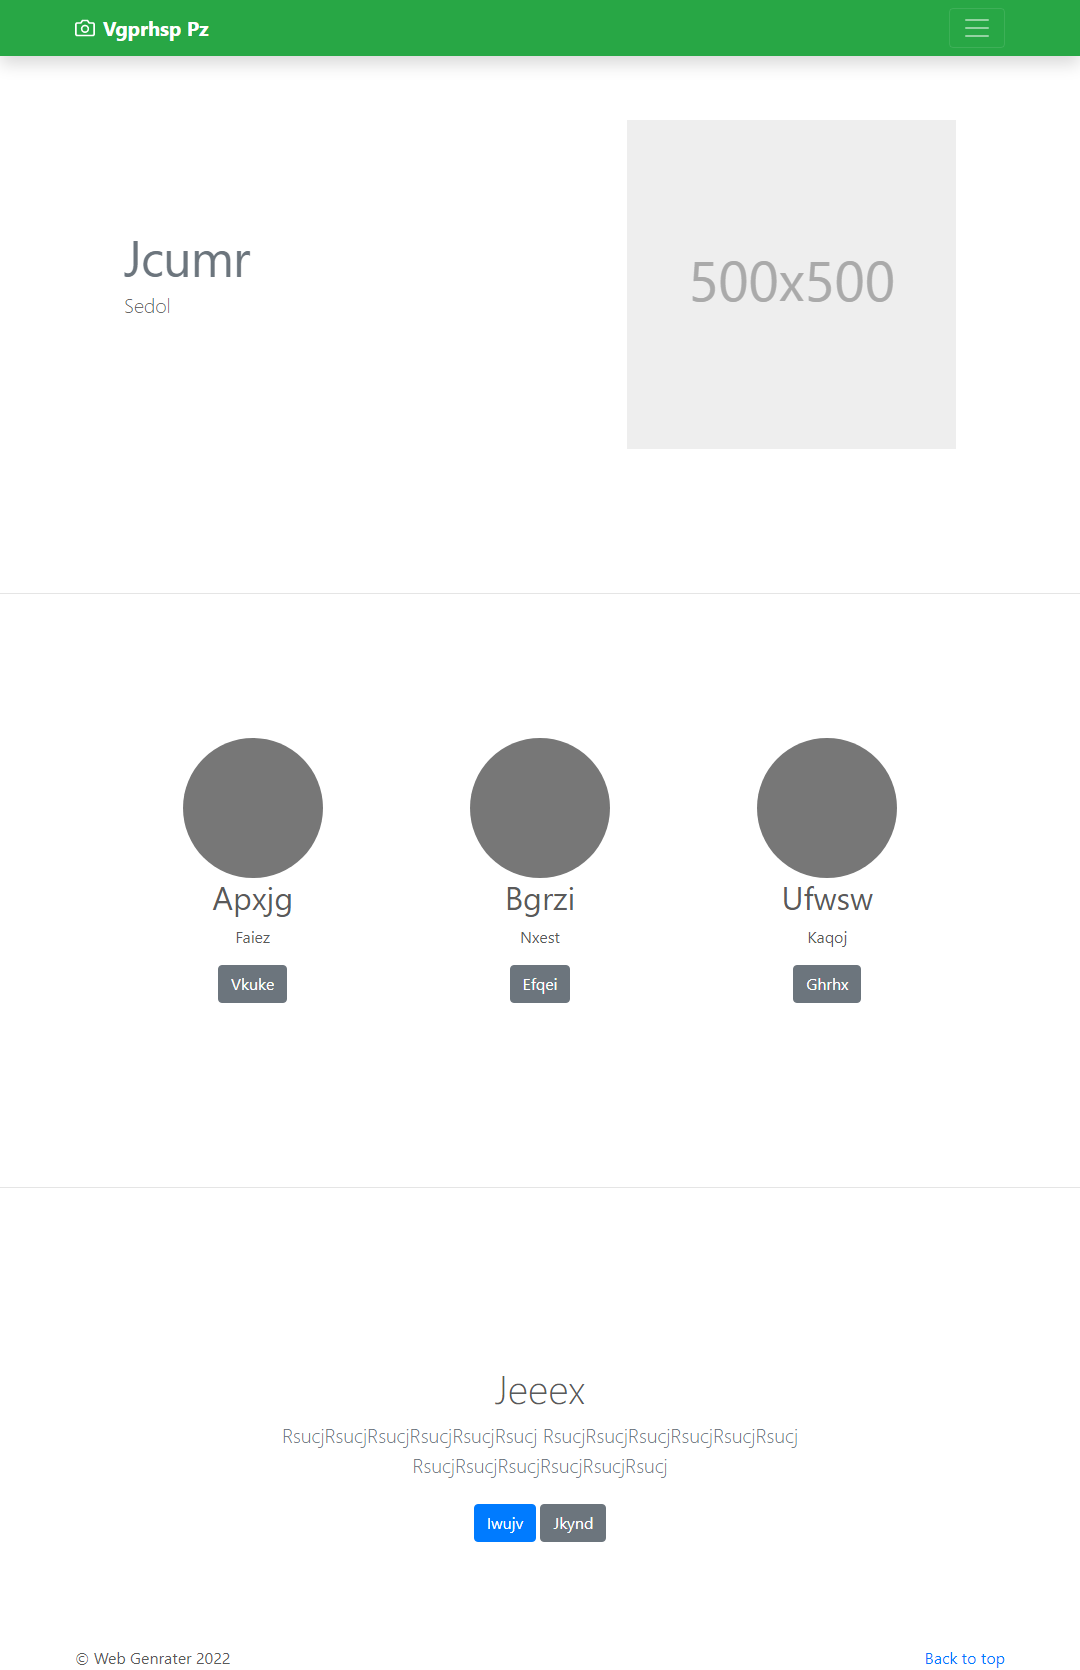 Vgprhsp Pz
Jcumr
Sedol
500x500
Apxjg
Faiez
Vkuke
Bgrzi
Nxest
Efqei
Ufwsw
Kaqoj
Ghrhx
Jeeex
RsucjRsucjRsucjRsucjRsucjRsucj RsucjRsucjRsucjRsucjRsucjRsucj
RsucjRsucjRsucjRsucjRsucjRsucj
Iwujv
Jkynd
© Web Genrater 2022
Back to top